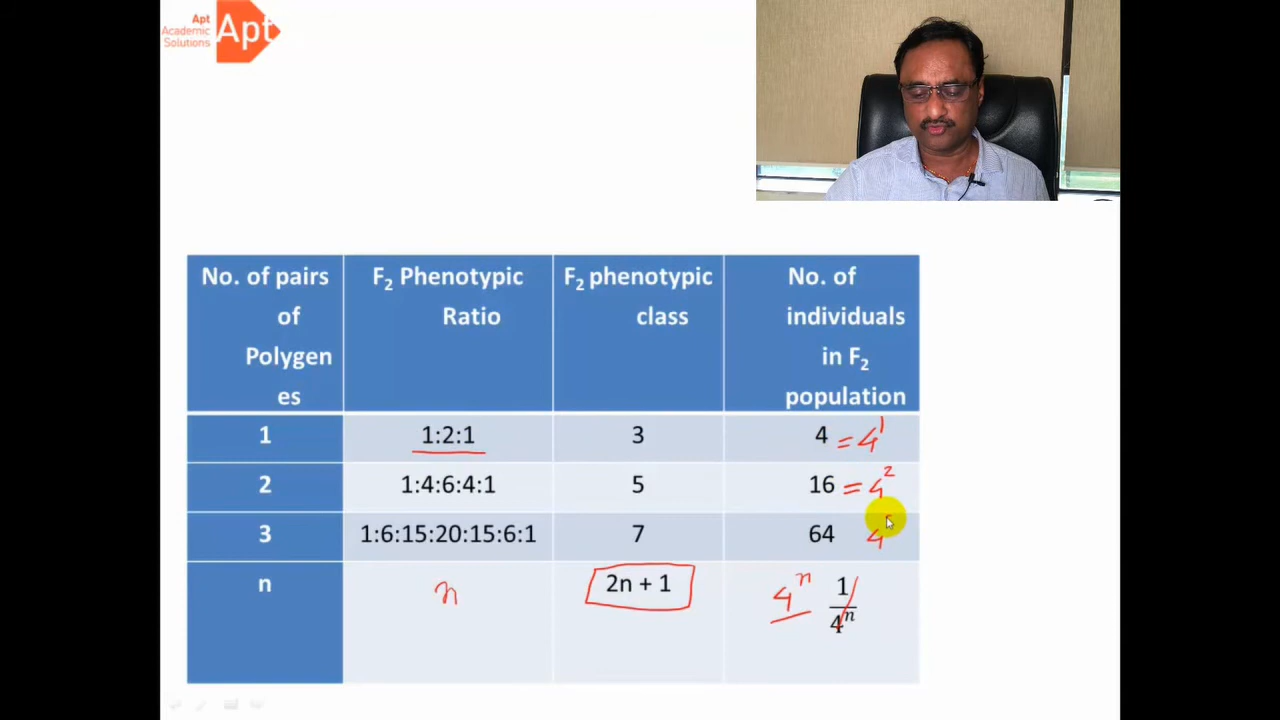 Apt
Academic
Solutions
Apt
No. of pairs
of
Polygen
es
F₂ Phenotypic
Ratio
F₂ phenotypic
class
No. of
individuals
in F₂
population
1
1:2:1
3
4 = 4¹
2
1:4:6:4:1
5
16 = 4²
3
1:6:15:20:15:6:1
7
64 4
n
n
2n + 1
4ⁿ 1/4ⁿ